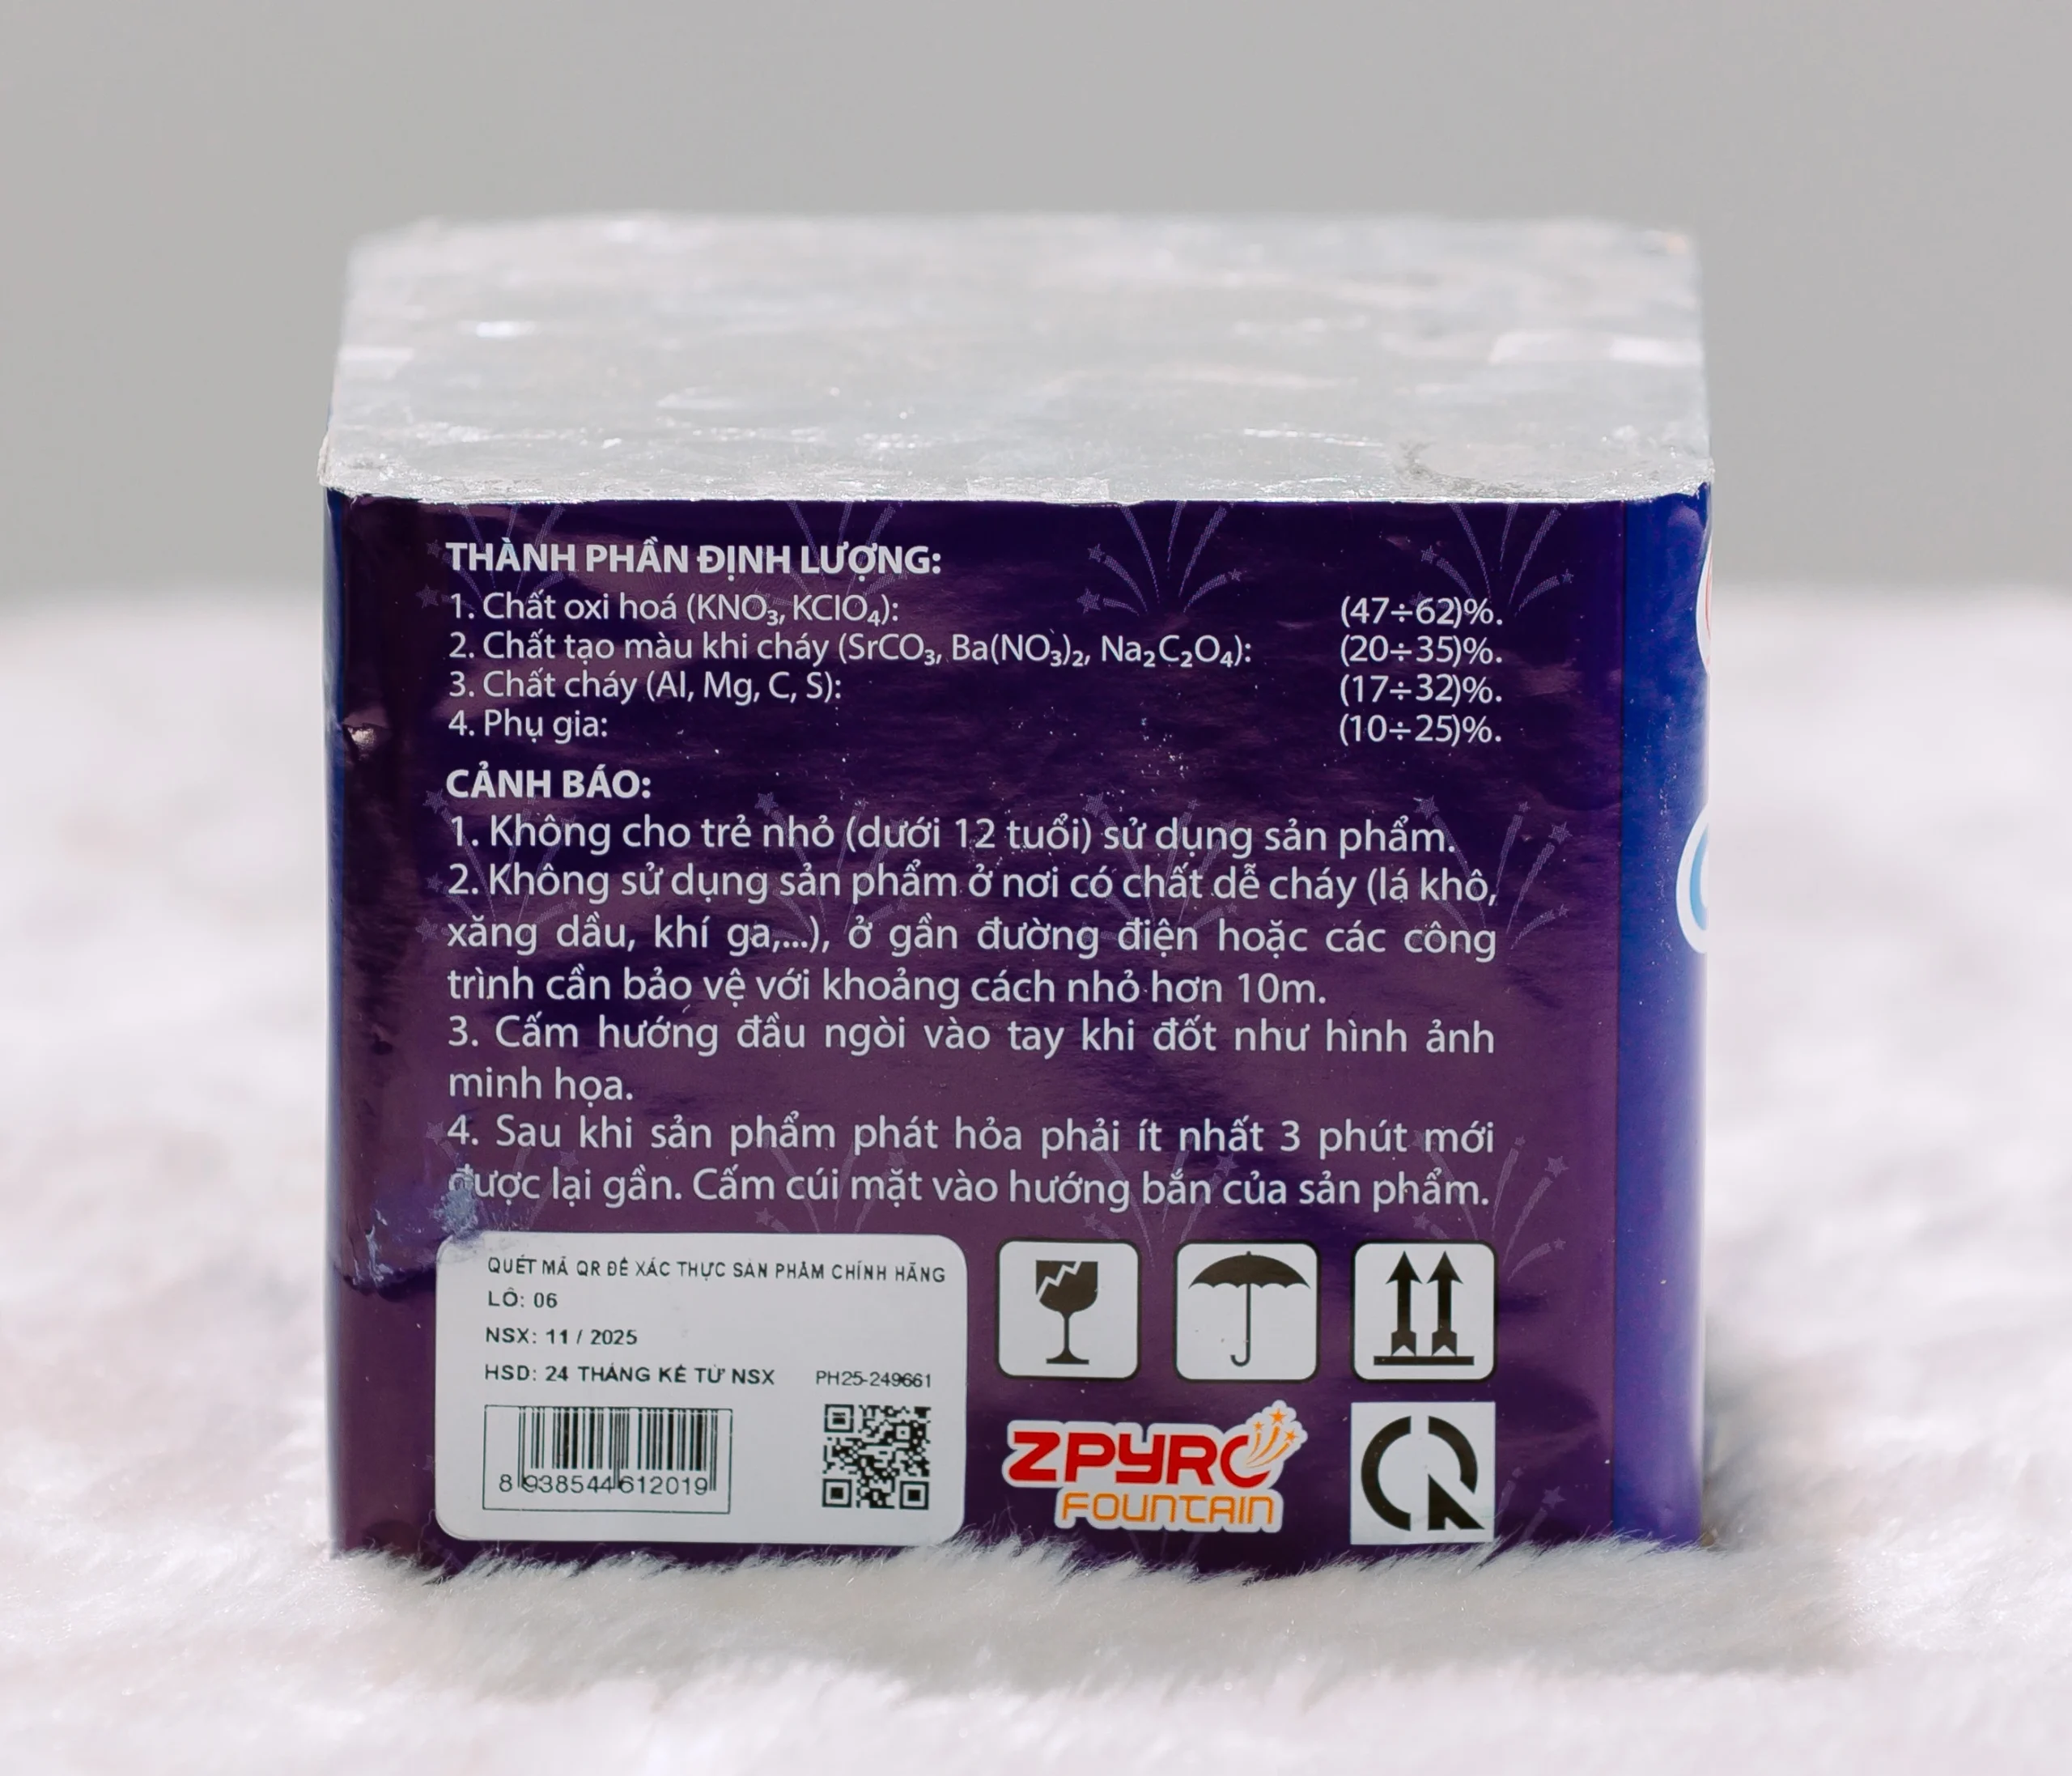 THÀNH PHẦN ĐỊNH LƯỢNG:
1. Chất oxi hoá (KNO₃, KClO₄): (47÷62)%.
2. Chất tạo màu khi cháy (SrCO₃, Ba(NO₃)₂, Na₂C₂O₄): (20÷35)%.
3. Chất cháy (Al, Mg, C, S): (17÷32)%.
4. Phụ gia: (10÷25)%.
CẢNH BÁO:
1. Không cho trẻ nhỏ (dưới 12 tuổi) sử dụng sản phẩm.
2. Không sử dụng sản phẩm ở nơi có chất dễ cháy (lá khô,
xăng dầu, khí ga,...), ở gần đường điện hoặc các công
trình cần bảo vệ với khoảng cách nhỏ hơn 10m.
3. Cấm hướng đầu ngòi vào tay khi đốt như hình ảnh
minh họa.
4. Sau khi sản phẩm phát hỏa phải ít nhất 3 phút mới
được lại gần. Cấm cúi mặt vào hướng bắn của sản phẩm.
QUÉT MÃ QR ĐỂ XÁC THỰC SẢN PHẨM CHÍNH HÃNG
LÔ: 06
NSX: 11 / 2025
HSD: 24 THÁNG KỂ TỪ NSX PH25-249661
8 938544 612019
ZPYRO
FOUNTAIN